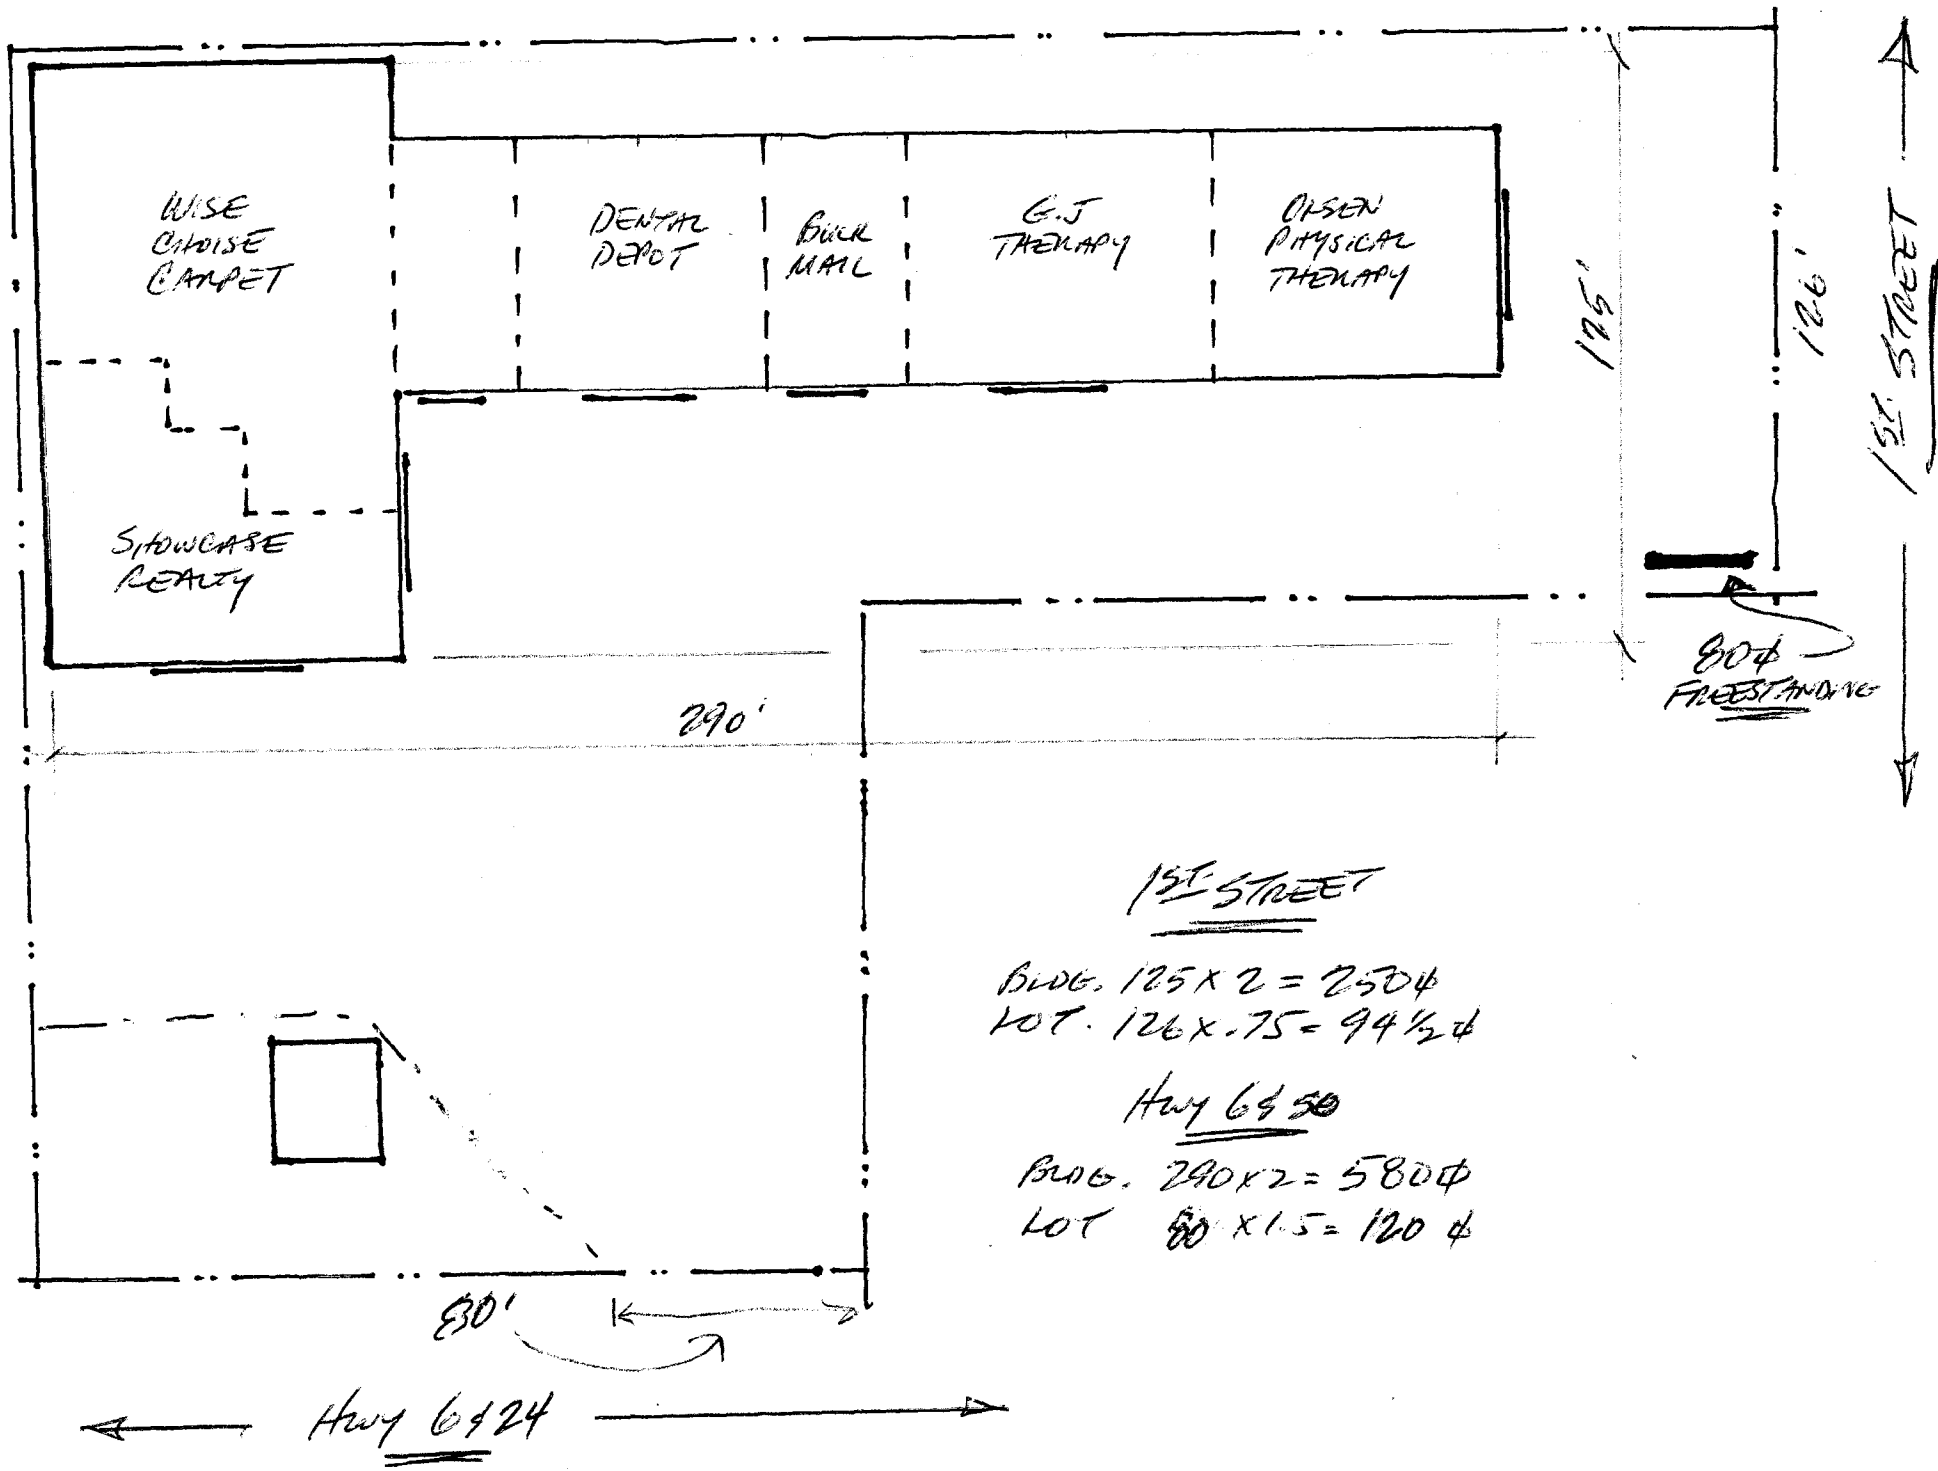 WISE
CHOISE
CARPET
DENTAL
DEPOT
BULK
MAIL
G.J
THERAPY
OLSEN
PHYSICAL
THERAPY
SHOWCASE
REALTY
125'
126'
1ST. STREET
80⌀
FREESTANDING
290'
1ST. STREET
BLDG. 125 X 2 = 250⌀
LOT. 126 X .75 = 94 1/2 ⌀
HWY 6 & 50
BLDG. 290 X 2 = 580⌀
LOT 80 X 1.5 = 120 ⌀
80'
HWY 6 & 24